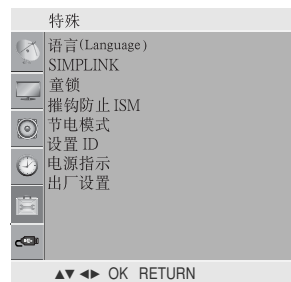 特殊
语言(Language)
SIMPLINK
童锁
摧钩防止 ISM
节电模式
设置 ID
电源指示
出厂设置
▲▼ ◄► OK RETURN